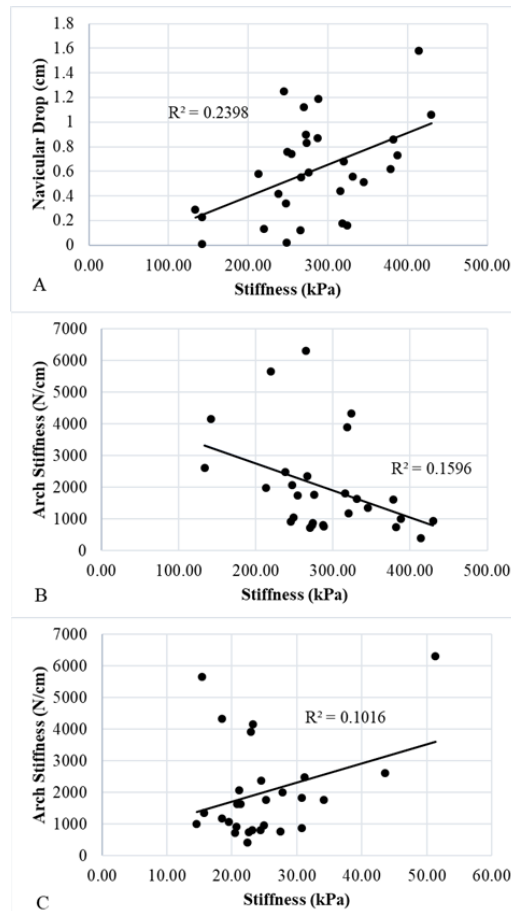 1.8
1.6
1.4
1.2
1
0.8
0.6
0.4
0.2
0
Navicular Drop (cm)
R² = 0.2398
0.00 100.00 200.00 300.00 400.00 500.00
Stiffness (kPa)
A
7000
6000
5000
4000
3000
2000
1000
0
Arch Stiffness (N/cm)
R² = 0.1596
0.00 100.00 200.00 300.00 400.00 500.00
Stiffness (kPa)
B
7000
6000
5000
4000
3000
2000
1000
0
Arch Stiffness (N/cm)
R² = 0.1016
0.00 10.00 20.00 30.00 40.00 50.00 60.00
Stiffness (kPa)
C